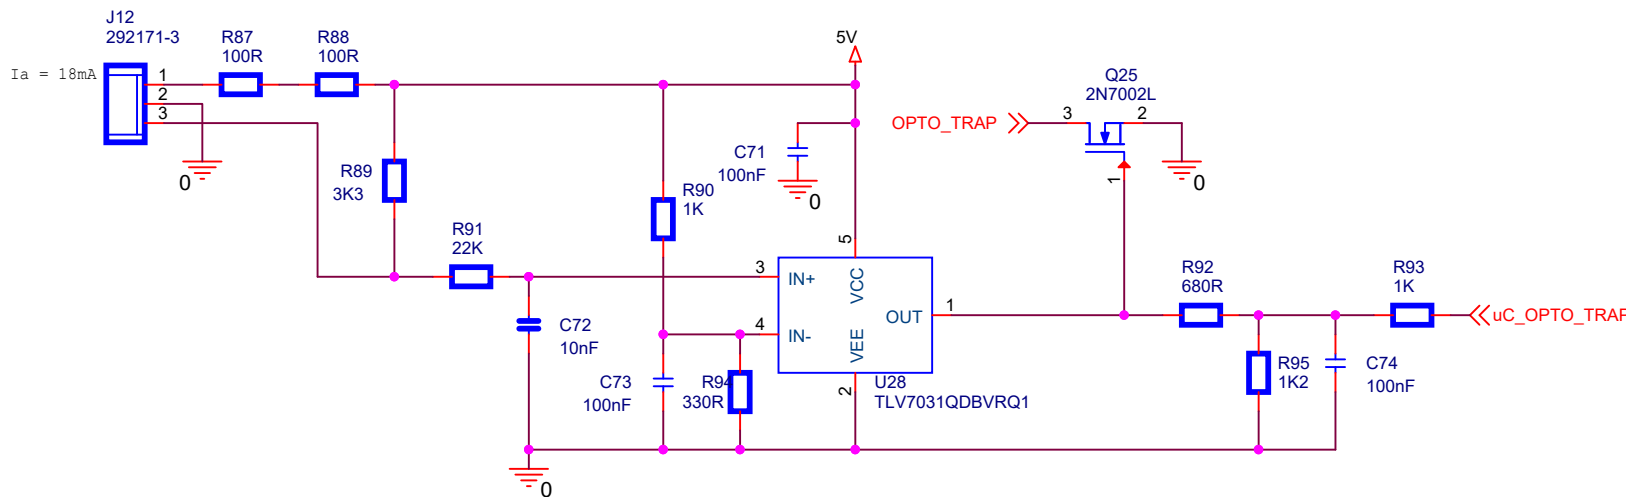 J12
292171-3
Ia = 18mA
1
2
3
0
R87
100R
R88
100R
R89
3K3
R91
22K
C72
10nF
0
R90
1K
C73
100nF
R94
330R
5V
C71
100nF
0
5
3
4
2
1
IN+
IN-
VCC
VEE
OUT
U28
TLV7031QDBVRQ1
OPTO_TRAP
Q25
2N7002L
3
2
1
0
R92
680R
R93
1K
R95
1K2
C74
100nF
uC_OPTO_TRAP